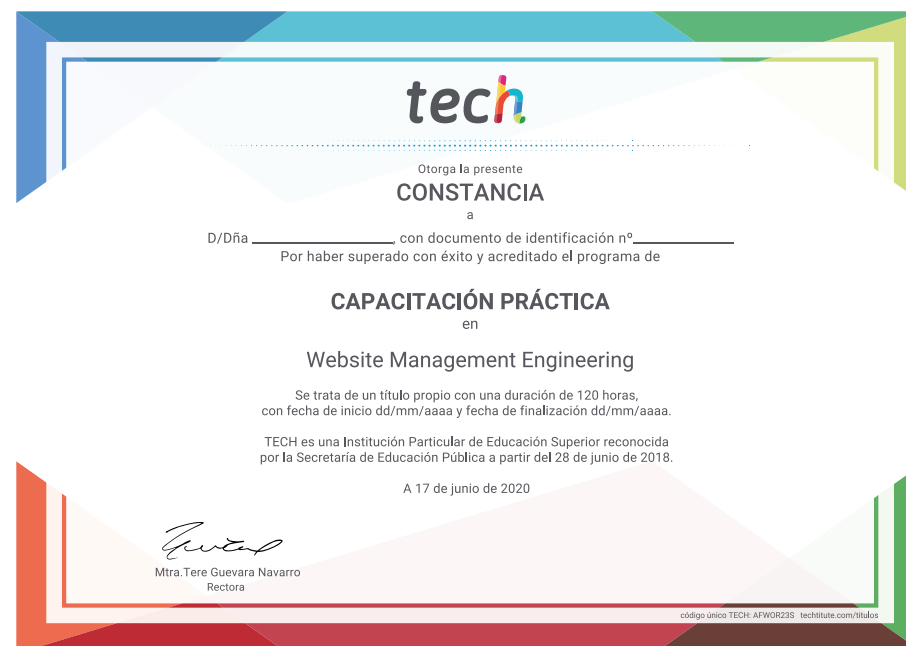 tech
Otorga la presente
CONSTANCIA
a
D/Dña ____________________, con documento de identificación nº______________
Por haber superado con éxito y acreditado el programa de
CAPACITACIÓN PRÁCTICA
en
Website Management Engineering
Se trata de un título propio con una duración de 120 horas,
con fecha de inicio dd/mm/aaaa y fecha de finalización dd/mm/aaaa.
TECH es una Institución Particular de Educación Superior reconocida
por la Secretaría de Educación Pública a partir del 28 de junio de 2018.
A 17 de junio de 2020
Mtra.Tere Guevara Navarro
Rectora
código único TECH: AFWOR23S techtitute.com/titulos